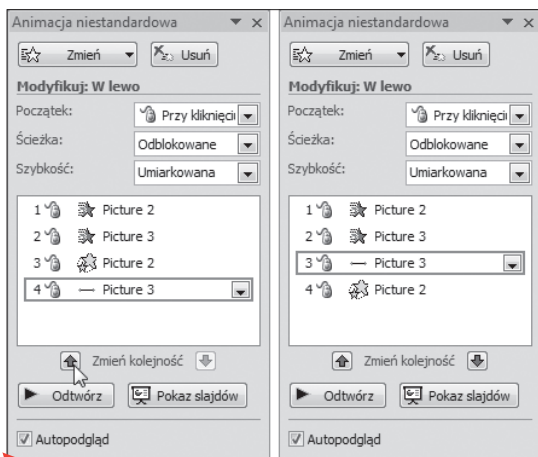 Animacja niestandardowa
Zmień
Usuń
Modyfikuj: W lewo
Początek:
Przy kliknięci
Ścieżka:
Odblokowane
Szybkość:
Umiarkowana
1 Picture 2
2 Picture 3
3 Picture 2
4 Picture 3
Zmień kolejność
Odtwórz
Pokaz slajdów
Autopodgląd
Animacja niestandardowa
Zmień
Usuń
Modyfikuj: W lewo
Początek:
Przy kliknięci
Ścieżka:
Odblokowane
Szybkość:
Umiarkowana
1 Picture 2
2 Picture 3
3 Picture 3
4 Picture 2
Zmień kolejność
Odtwórz
Pokaz slajdów
Autopodgląd